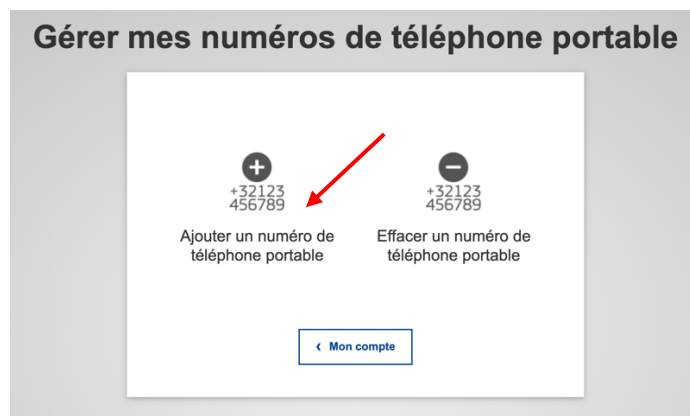 Gérer mes numéros de téléphone portable
+32123
456789
Ajouter un numéro de
téléphone portable
+32123
456789
Effacer un numéro de
téléphone portable
‹ Mon compte